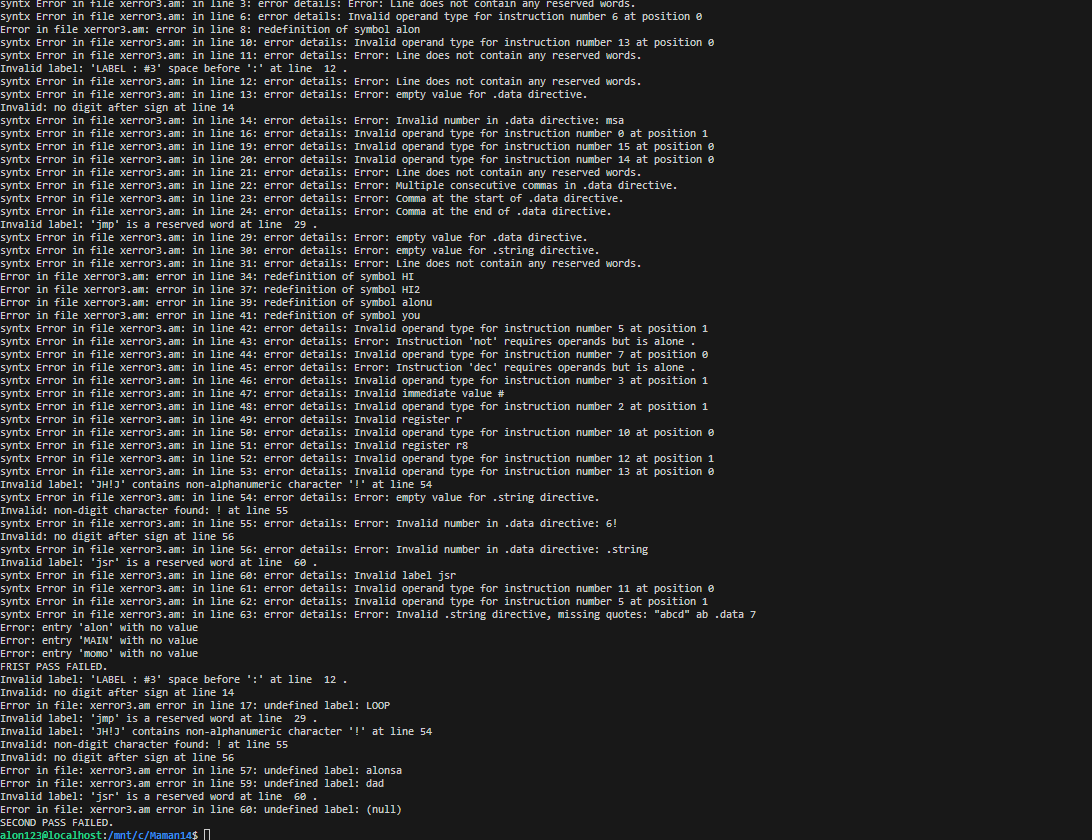 syntx Error in file xerror3.am: in line 3: error details: Error: Line does not contain any reserved words.
syntx Error in file xerror3.am: in line 6: error details: Invalid operand type for instruction number 6 at position 0
Error in file xerror3.am: error in line 8: redefinition of symbol alon
syntx Error in file xerror3.am: in line 10: error details: Invalid operand type for instruction number 13 at position 0
syntx Error in file xerror3.am: in line 11: error details: Error: Line does not contain any reserved words.
Invalid label: 'LABEL : #3' space before ':' at line  12 .
syntx Error in file xerror3.am: in line 12: error details: Error: Line does not contain any reserved words.
syntx Error in file xerror3.am: in line 13: error details: Error: empty value for .data directive.
Invalid: no digit after sign at line 14
syntx Error in file xerror3.am: in line 14: error details: Error: Invalid number in .data directive: msa
syntx Error in file xerror3.am: in line 16: error details: Invalid operand type for instruction number 0 at position 1
syntx Error in file xerror3.am: in line 19: error details: Invalid operand type for instruction number 15 at position 0
syntx Error in file xerror3.am: in line 20: error details: Invalid operand type for instruction number 14 at position 0
syntx Error in file xerror3.am: in line 21: error details: Error: Line does not contain any reserved words.
syntx Error in file xerror3.am: in line 22: error details: Error: Multiple consecutive commas in .data directive.
syntx Error in file xerror3.am: in line 23: error details: Error: Comma at the start of .data directive.
syntx Error in file xerror3.am: in line 24: error details: Error: Comma at the end of .data directive.
Invalid label: 'jmp' is a reserved word at line  29 .
syntx Error in file xerror3.am: in line 29: error details: Error: empty value for .data directive.
syntx Error in file xerror3.am: in line 30: error details: Error: empty value for .string directive.
syntx Error in file xerror3.am: in line 31: error details: Error: Line does not contain any reserved words.
Error in file xerror3.am: error in line 34: redefinition of symbol HI
Error in file xerror3.am: error in line 37: redefinition of symbol HI2
Error in file xerror3.am: error in line 39: redefinition of symbol alonu
Error in file xerror3.am: error in line 41: redefinition of symbol you
syntx Error in file xerror3.am: in line 42: error details: Invalid operand type for instruction number 5 at position 1
syntx Error in file xerror3.am: in line 43: error details: Error: Instruction 'not' requires operands but is alone .
syntx Error in file xerror3.am: in line 44: error details: Invalid operand type for instruction number 7 at position 0
syntx Error in file xerror3.am: in line 45: error details: Error: Instruction 'dec' requires operands but is alone .
syntx Error in file xerror3.am: in line 46: error details: Invalid operand type for instruction number 3 at position 1
syntx Error in file xerror3.am: in line 47: error details: Invalid immediate value #
syntx Error in file xerror3.am: in line 48: error details: Invalid operand type for instruction number 2 at position 1
syntx Error in file xerror3.am: in line 49: error details: Invalid register r
syntx Error in file xerror3.am: in line 50: error details: Invalid operand type for instruction number 10 at position 0
syntx Error in file xerror3.am: in line 51: error details: Invalid register r8
syntx Error in file xerror3.am: in line 52: error details: Invalid operand type for instruction number 12 at position 1
syntx Error in file xerror3.am: in line 53: error details: Invalid operand type for instruction number 13 at position 0
Invalid label: 'JH!J' contains non-alphanumeric character '!' at line 54
syntx Error in file xerror3.am: in line 54: error details: Error: empty value for .string directive.
Invalid: non-digit character found: ! at line 55
syntx Error in file xerror3.am: in line 55: error details: Error: Invalid number in .data directive: 6!
Invalid: no digit after sign at line 56
syntx Error in file xerror3.am: in line 56: error details: Error: Invalid number in .data directive: .string
Invalid label: 'jsr' is a reserved word at line  60 .
syntx Error in file xerror3.am: in line 60: error details: Invalid label jsr
syntx Error in file xerror3.am: in line 61: error details: Invalid operand type for instruction number 11 at position 0
syntx Error in file xerror3.am: in line 62: error details: Invalid operand type for instruction number 5 at position 1
syntx Error in file xerror3.am: in line 63: error details: Error: Invalid .string directive, missing quotes: "abcd" ab .data 7
Error: entry 'alon' with no value
Error: entry 'MAIN' with no value
Error: entry 'momo' with no value
FRIST PASS FAILED.
Invalid label: 'LABEL : #3' space before ':' at line  12 .
Invalid: no digit after sign at line 14
Error in file: xerror3.am error in line 17: undefined label: LOOP
Invalid label: 'jmp' is a reserved word at line  29 .
Invalid label: 'JH!J' contains non-alphanumeric character '!' at line 54
Invalid: non-digit character found: ! at line 55
Invalid: no digit after sign at line 56
Error in file: xerror3.am error in line 57: undefined label: alonsa
Error in file: xerror3.am error in line 59: undefined label: dad
Invalid label: 'jsr' is a reserved word at line  60 .
Error in file: xerror3.am error in line 60: undefined label: (null)
SECOND PASS FAILED.
alon123@localhost:/mnt/c/Maman14$